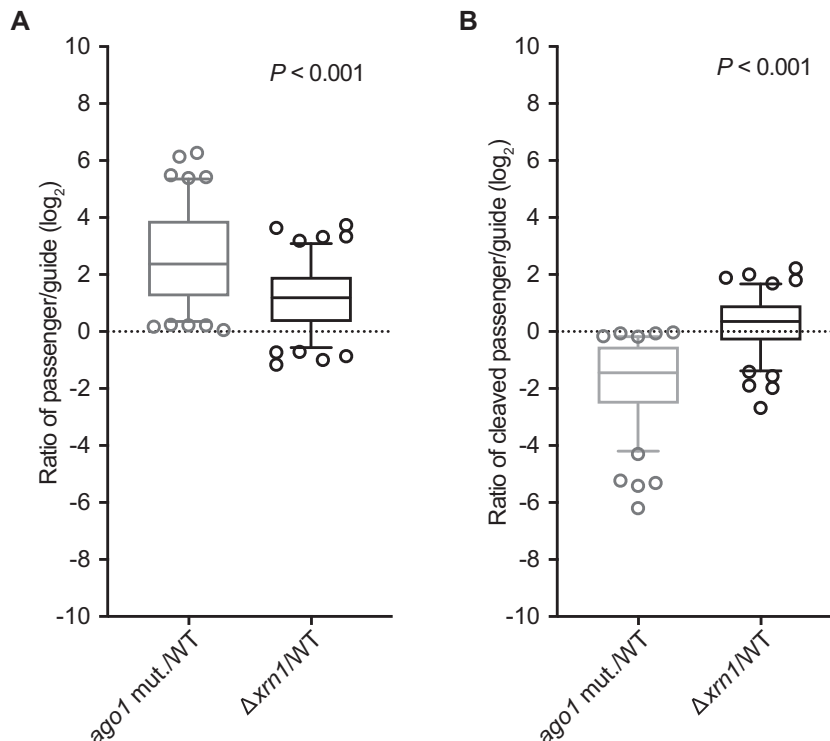 A
Ratio of passenger/guide (log2)
10
8
6
4
2
0
-2
-4
-6
-8
-10
P < 0.001
ago1 mut./WT
Δxrn1/WT
B
Ratio of cleaved passenger/guide (log2)
10
8
6
4
2
0
-2
-4
-6
-8
-10
P < 0.001
ago1 mut./WT
Δxrn1/WT